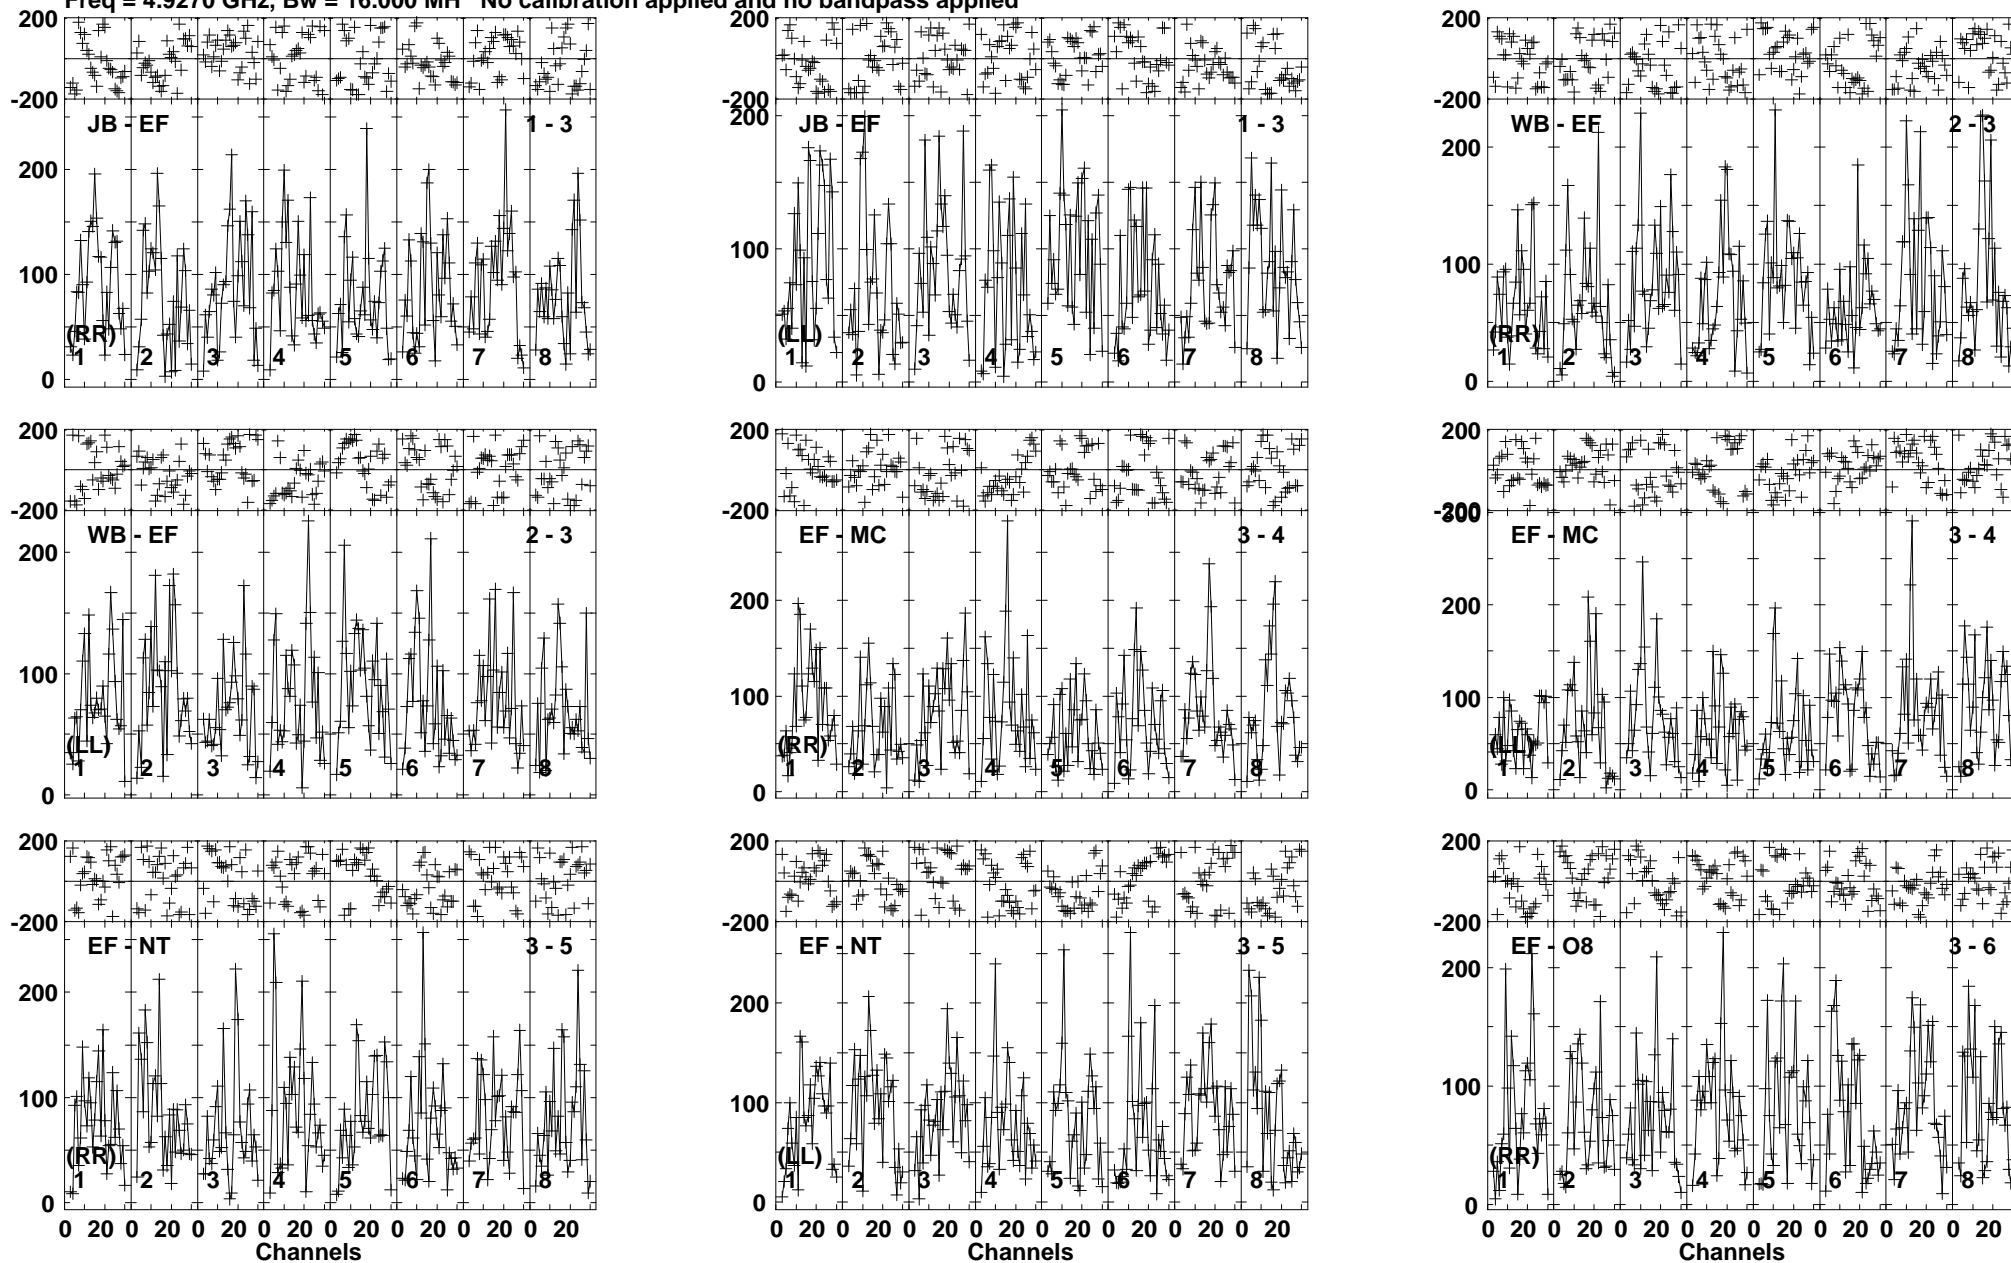 Freq = 4.9270 GHz, Bw = 16.000 MH No calibration applied and no bandpass applied
200 200 200
-200 -200 -200
JB - EF 1 - 3 JB - EF 1 - 3 WB - EF 2 - 3
200 200 200
100 100 100
(RR) (LL) (RR)
1 2 3 4 5 6 7 8 1 2 3 4 5 6 7 8 1 2 3 4 5 6 7 8
0 0 0
200 200 200
-200 -200 -200
300
WB - EF 2 - 3 EF - MC 3 - 4 EF - MC 3 - 4
200 200 200
100 100 100
(LL) (RR) (LL)
1 2 3 4 5 6 7 8 1 2 3 4 5 6 7 8 1 2 3 4 5 6 7 8
0 0 0
200 200 200
-200 -200 -200
EF - NT 3 - 5 EF - NT 3 - 5 EF - O8 3 - 6
200 200 200
100 100 100
(RR) (LL) (RR)
1 2 3 4 5 6 7 8 1 2 3 4 5 6 7 8 1 2 3 4 5 6 7 8
0 0 0
0 20 0 20 0 20 0 20 0 20 0 20 0 20 0 20 0 20 0 20 0 20 0 20 0 20 0 20 0 20 0 20 0 20 0 20 0 20 0 20 0 20 0 20 0 20 0 20
Channels Channels Channels